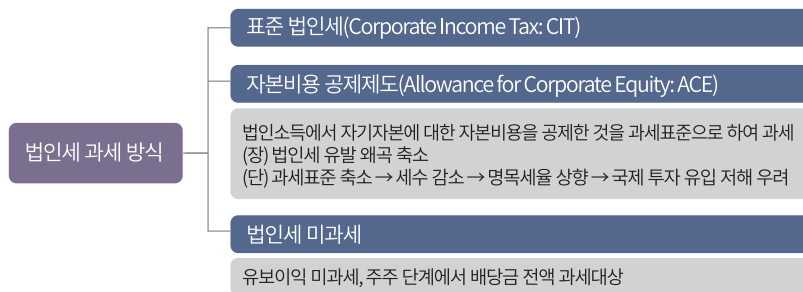 표준 법인세(Corporate Income Tax: CIT)
자본비용 공제제도(Allowance for Corporate Equity: ACE)
법인세 과세 방식
법인소득에서 자기자본에 대한 자본비용을 공제한 것을 과세표준으로 하여 과세
(장) 법인세 유발 왜곡 축소
(단) 과세표준 축소 → 세수 감소 → 명목세율 상향 → 국제 투자 유입 저해 우려
법인세 미과세
유보이익 미과세, 주주 단계에서 배당금 전액 과세대상